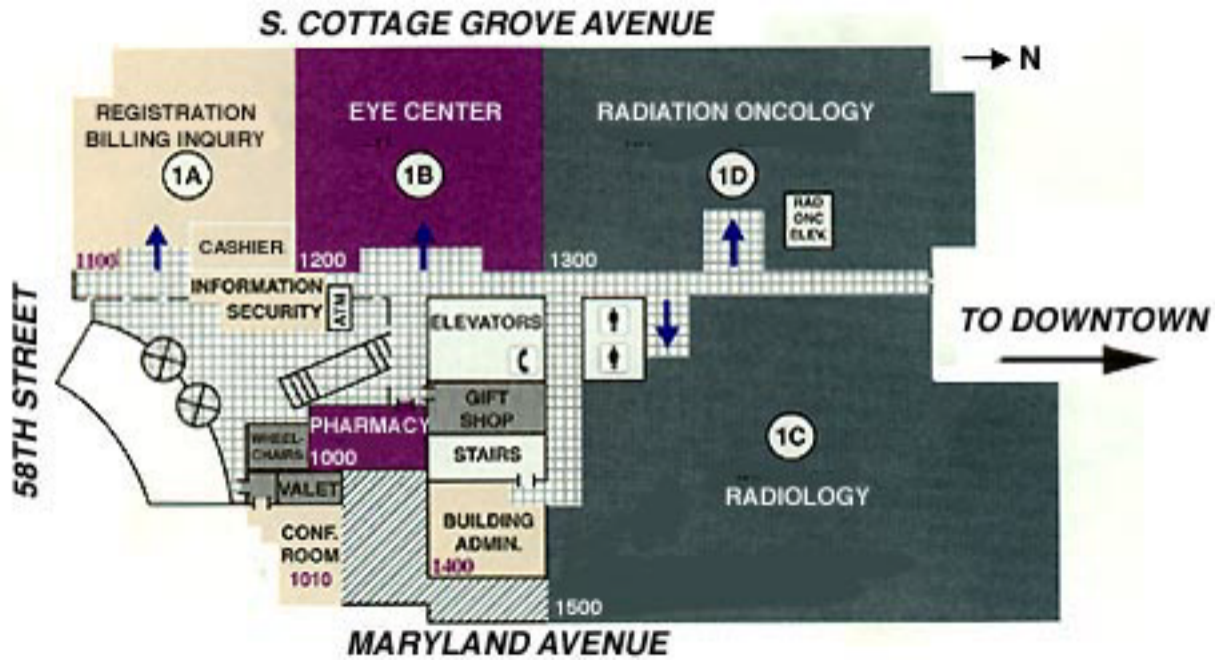 S. COTTAGE GROVE AVENUE
N
REGISTRATION
BILLING INQUIRY
1A
EYE CENTER
1B
RADIATION ONCOLOGY
1D
RAD
ONC
ELEV.
1100
CASHIER
1200
1300
INFORMATION
SECURITY
ATM
ELEVATORS
58TH STREET
TO DOWNTOWN
GIFT
SHOP
PHARMACY
1000
WHEEL-
CHAIRS
STAIRS
1C
RADIOLOGY
VALET
CONF.
ROOM
1010
BUILDING
ADMIN.
1400
1500
MARYLAND AVENUE